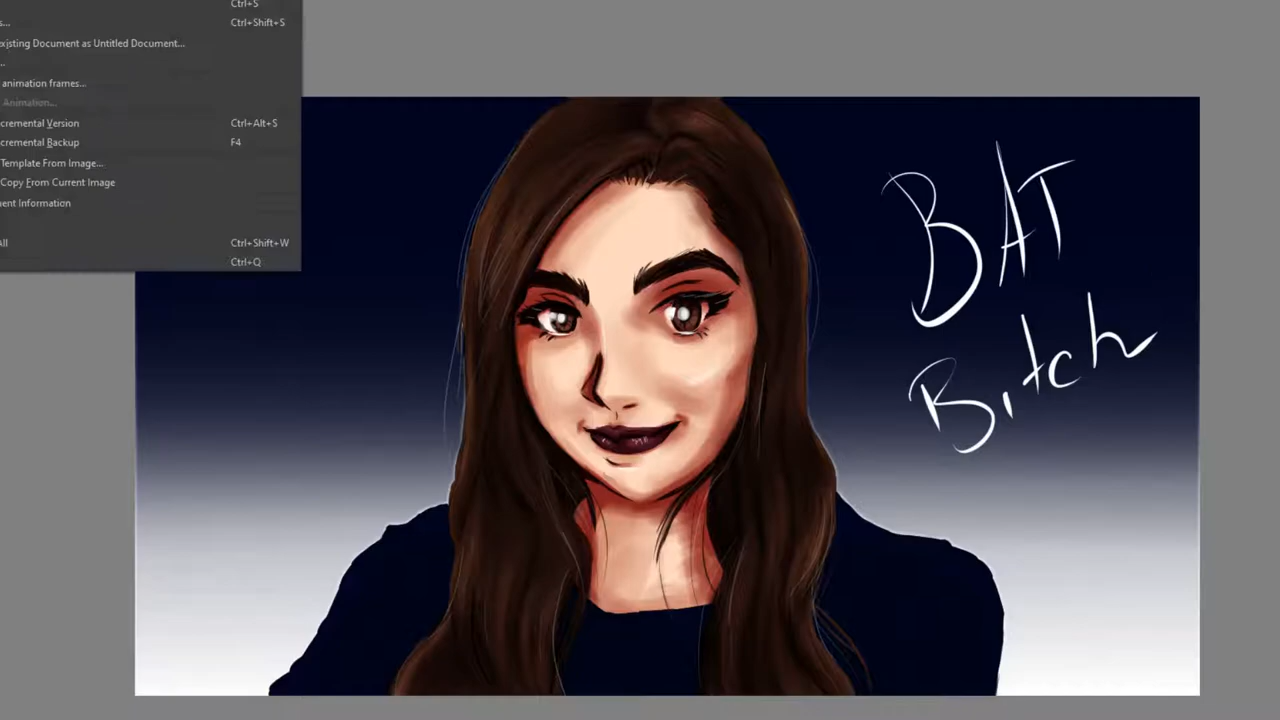 Ctrl+S
s... Ctrl+Shift+S
existing Document as Untitled Document...
..
animation frames...
Animation...
cremental Version Ctrl+Alt+S
cremental Backup F4
Template From Image...
Copy From Current Image
ent Information
All Ctrl+Shift+W
Ctrl+Q
BAT
Bitch